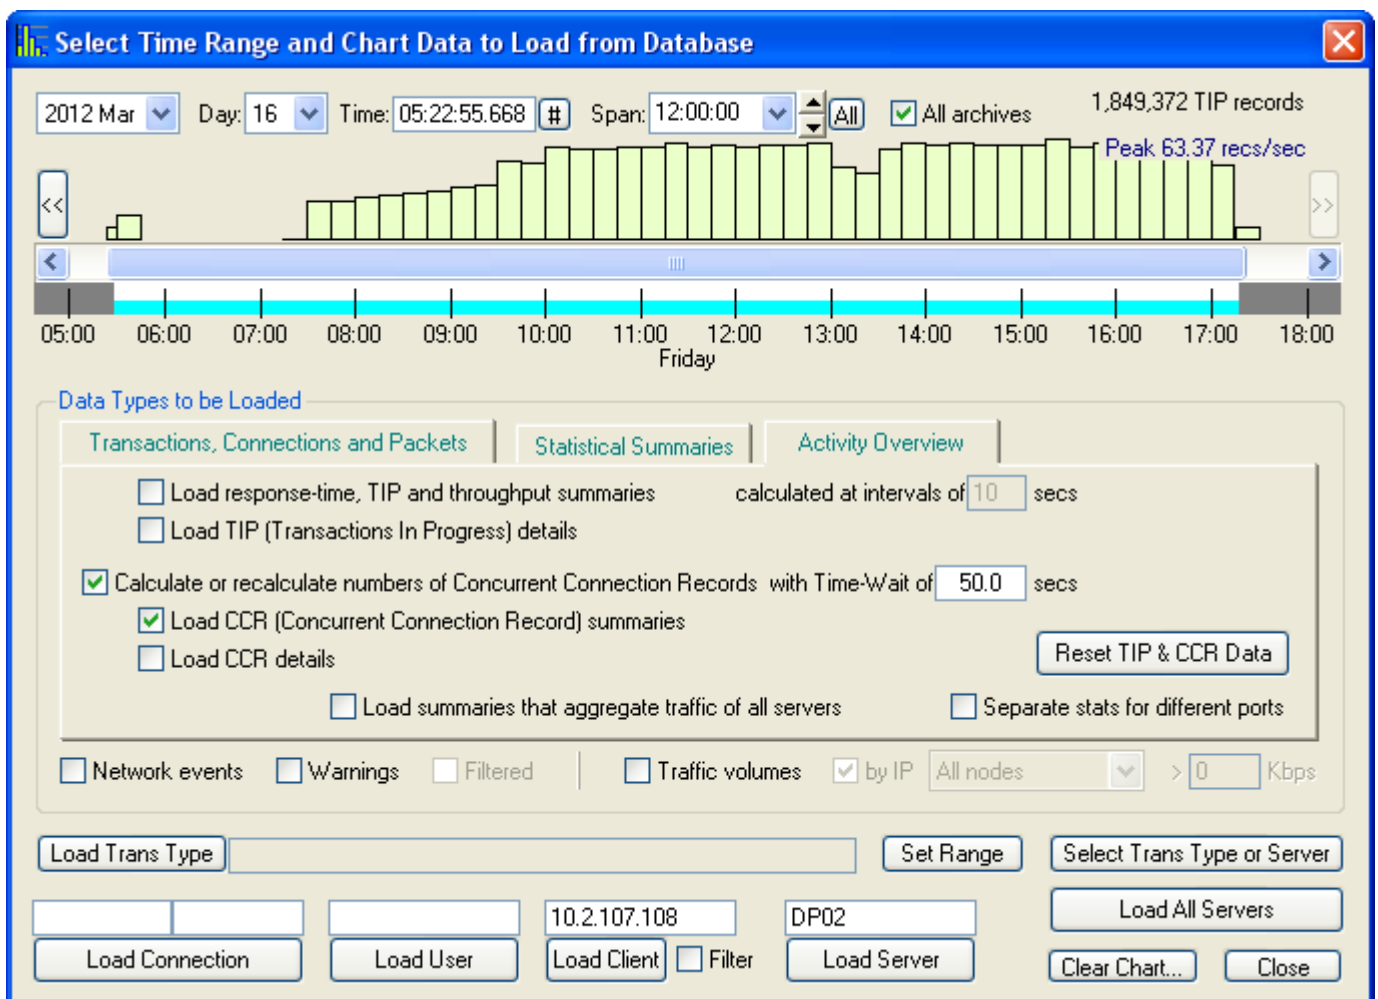 Select Time Range and Chart Data to Load from Database
2012 Mar Day: 16 Time: 05:22:55.668 # Span: 12:00:00 All All archives 1,849,372 TIP records
Peak 63.37 recs/sec
<< >>
05:00 06:00 07:00 08:00 09:00 10:00 11:00 12:00 13:00 14:00 15:00 16:00 17:00 18:00
Friday
Data Types to be Loaded
Transactions, Connections and Packets Statistical Summaries Activity Overview
Load response-time, TIP and throughput summaries calculated at intervals of 10 secs
Load TIP (Transactions In Progress) details
Calculate or recalculate numbers of Concurrent Connection Records with Time-Wait of 50.0 secs
Load CCR (Concurrent Connection Record) summaries
Load CCR details
Reset TIP & CCR Data
Load summaries that aggregate traffic of all servers Separate stats for different ports
Network events Warnings Filtered Traffic volumes by IP All nodes > 0 Kbps
Load Trans Type Set Range Select Trans Type or Server
10.2.107.108 DP02 Load All Servers
Load Connection Load User Load Client Filter Load Server Clear Chart... Close